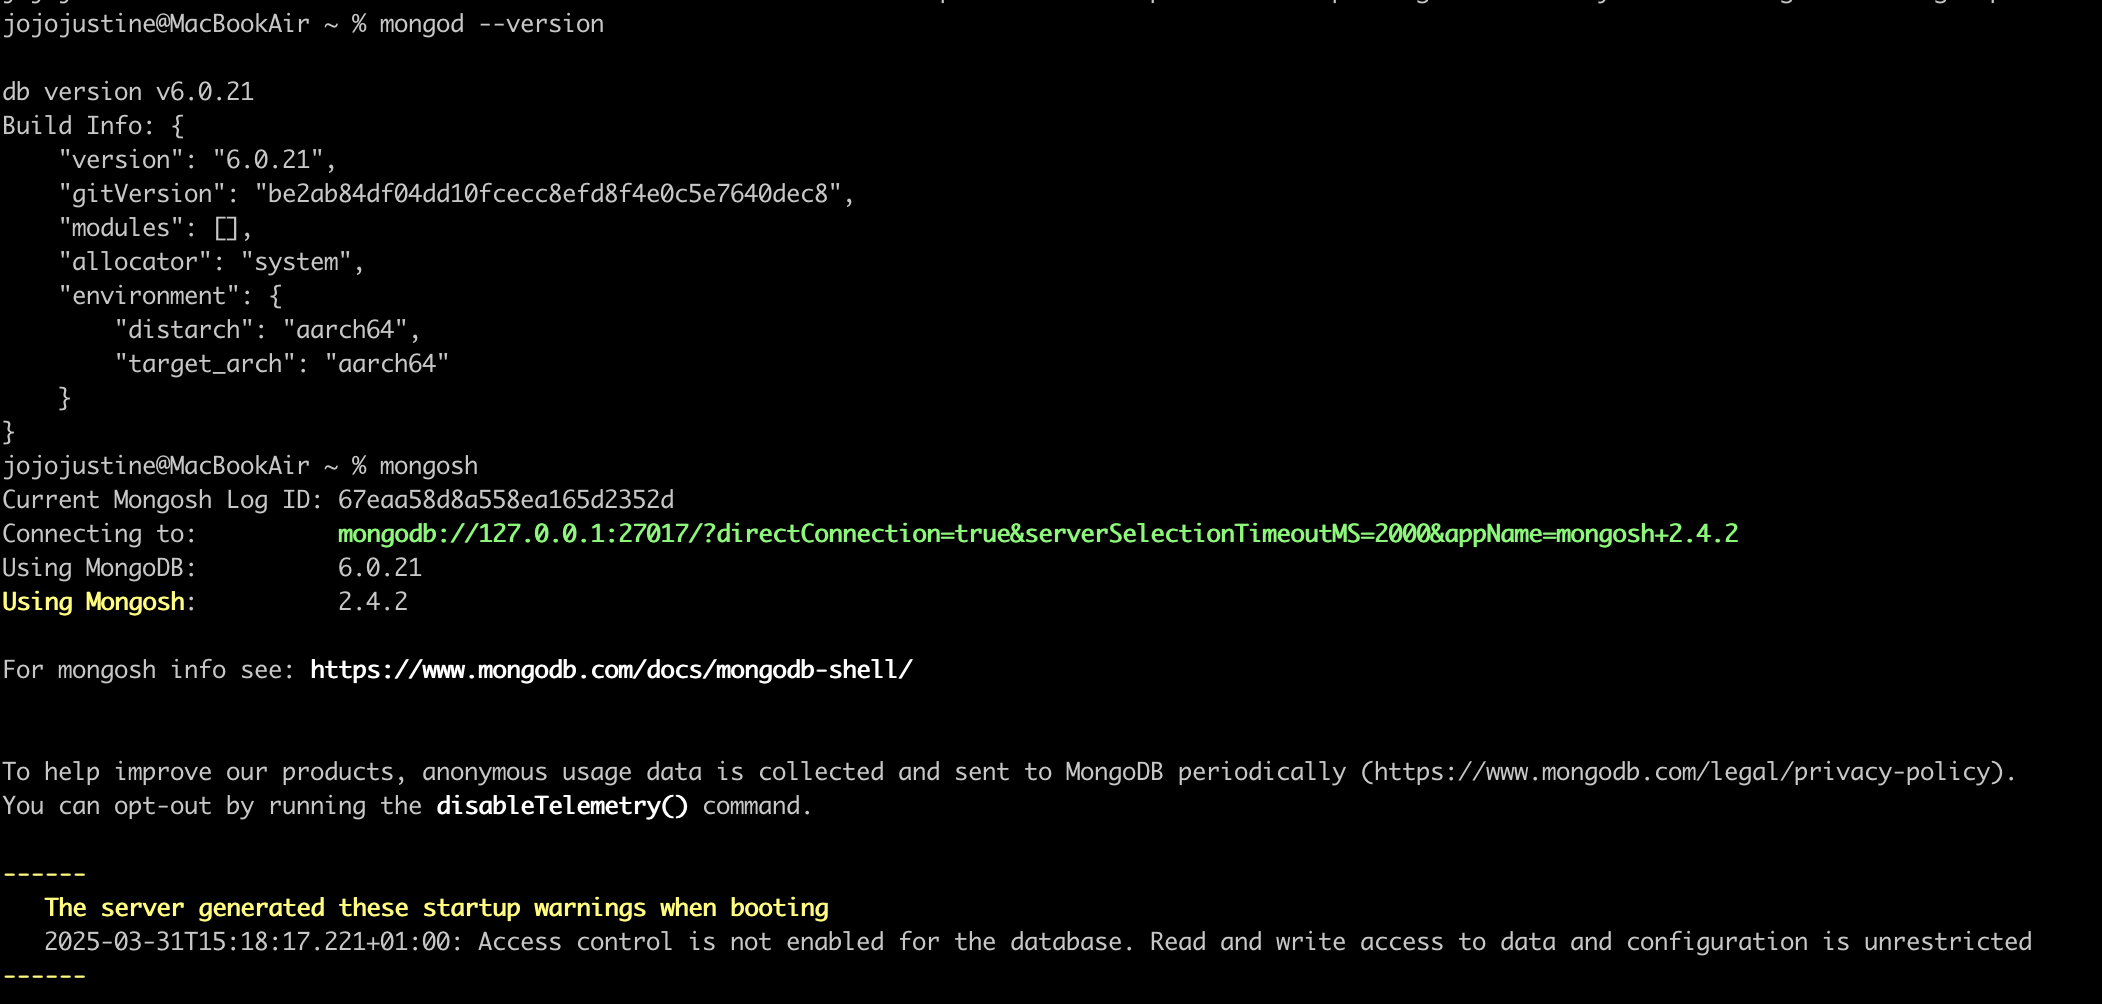 jojojustine@MacBookAir ~ % mongod --version
db version v6.0.21
Build Info: {
    "version": "6.0.21",
    "gitVersion": "be2ab84df04dd10fcecc8efd8f4e0c5e7640dec8",
    "modules": [],
    "allocator": "system",
    "environment": {
        "distarch": "aarch64",
        "target_arch": "aarch64"
    }
}
jojojustine@MacBookAir ~ % mongosh
Current Mongosh Log ID: 67eaa58d8a558ea165d2352d
Connecting to:          mongodb://127.0.0.1:27017/?directConnection=true&serverSelectionTimeoutMS=2000&appName=mongosh+2.4.2
Using MongoDB:          6.0.21
Using Mongosh:          2.4.2
For mongosh info see: https://www.mongodb.com/docs/mongodb-shell/
To help improve our products, anonymous usage data is collected and sent to MongoDB periodically (https://www.mongodb.com/legal/privacy-policy).
You can opt-out by running the disableTelemetry() command.
------
   The server generated these startup warnings when booting
   2025-03-31T15:18:17.221+01:00: Access control is not enabled for the database. Read and write access to data and configuration is unrestricted
------